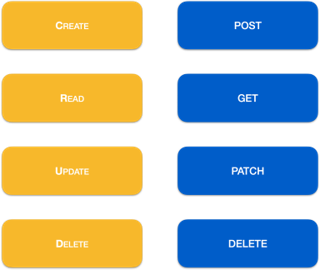 Create POST
Read GET
Update PATCH
Delete DELETE